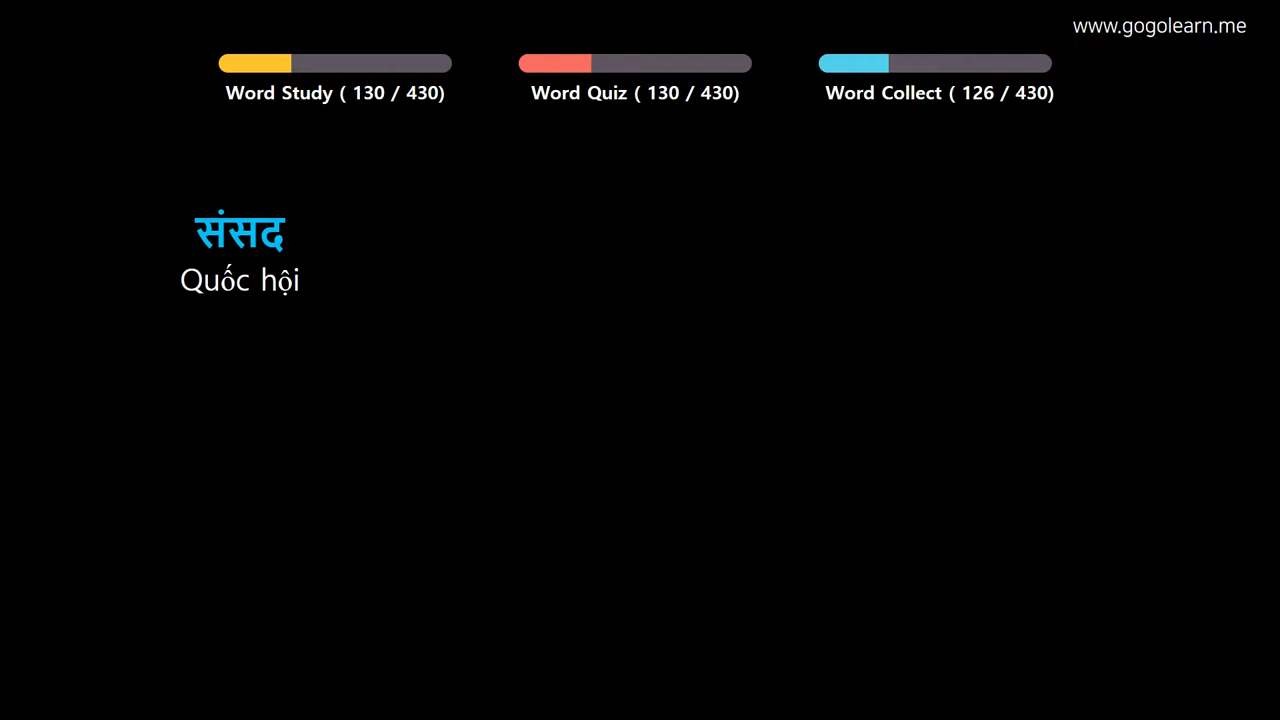 www.gogolearn.me
Word Study ( 130 / 430)
Word Quiz ( 130 / 430)
Word Collect ( 126 / 430)
संसद
Quốc hội